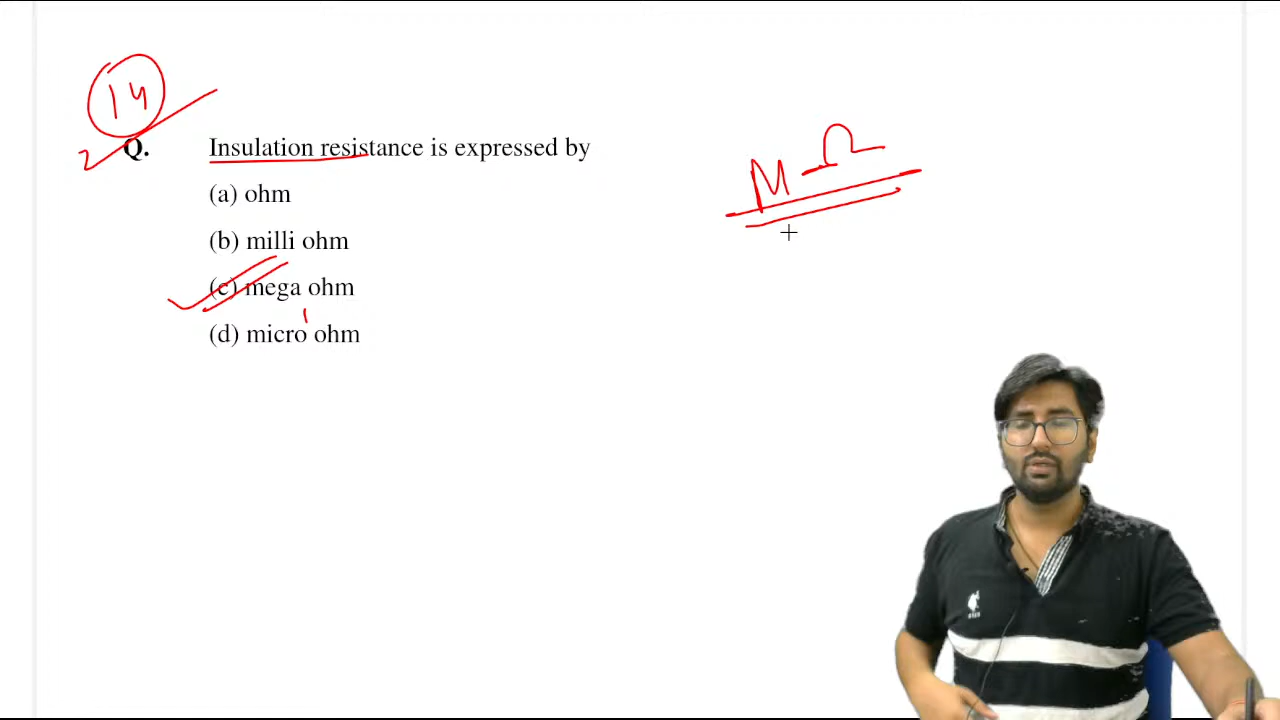 14
Q. Insulation resistance is expressed by
MΩ
(a) ohm
(b) milli ohm
(c) mega ohm
(d) micro ohm